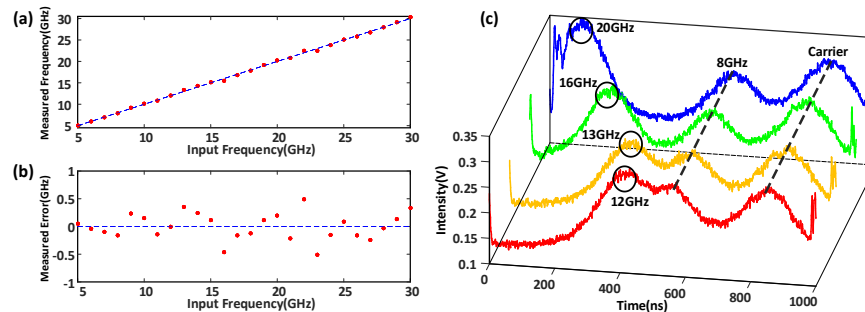 (a)
Measured Frequency(GHz)
30
25
20
15
10
5
5 10 15 20 25 30
Input Frequency(GHz)
(b)
Measured Error(GHz)
1
0.5
0
-0.5
-1
5 10 15 20 25 30
Input Frequency(GHz)
(c)
20GHz
16GHz
13GHz
12GHz
8GHz
Carrier
Intensity(V)
0.35
0.3
0.25
0.2
0.15
0.1
0 200 400 600 800 1000
Time(ns)